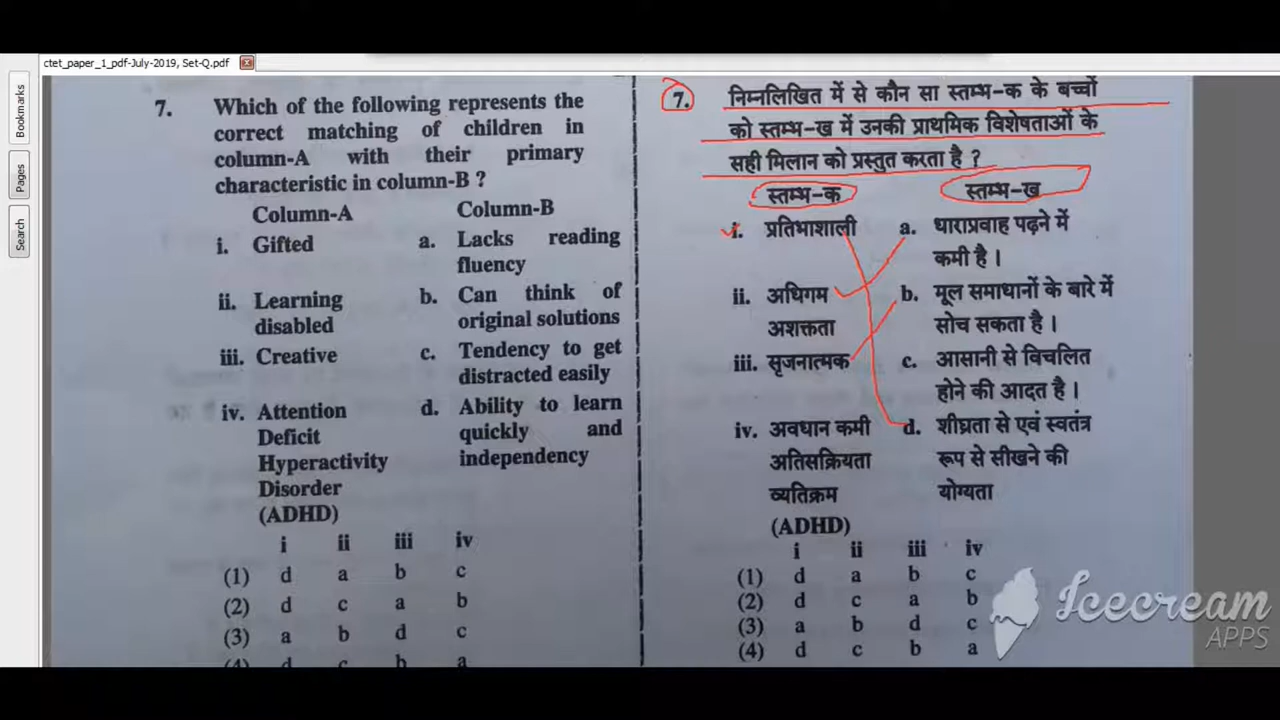 ctet_paper_1_pdf-July-2019, Set-Q.pdf
Bookmarks
Pages
Search
7. Which of the following represents the
correct matching of children in
column-A with their primary
characteristic in column-B ?
Column-A Column-B
i. Gifted a. Lacks reading
fluency
ii. Learning b. Can think of
disabled original solutions
iii. Creative c. Tendency to get
distracted easily
iv. Attention d. Ability to learn
Deficit quickly and
Hyperactivity independency
Disorder
(ADHD)
i ii iii iv
(1) d a b c
(2) d c a b
(3) a b d c
(4) d c b a
7. निम्नलिखित में से कौन सा स्तम्भ-क के बच्चों
को स्तम्भ-ख में उनकी प्राथमिक विशेषताओं के
सही मिलान को प्रस्तुत करता है ?
स्तम्भ-क स्तम्भ-ख
i. प्रतिभाशाली a. धाराप्रवाह पढ़ने में
कमी है ।
ii. अधिगम b. मूल समाधानों के बारे में
अशक्तता सोच सकता है ।
iii. सृजनात्मक c. आसानी से विचलित
होने की आदत है ।
iv. अवधान कमी d. शीघ्रता से एवं स्वतंत्र
अतिसक्रियता रूप से सीखने की
व्यतिक्रम योग्यता
(ADHD)
i ii iii iv
(1) d a b c
(2) d c a b
(3) a b d c
(4) d c b a
Icecream
APPS